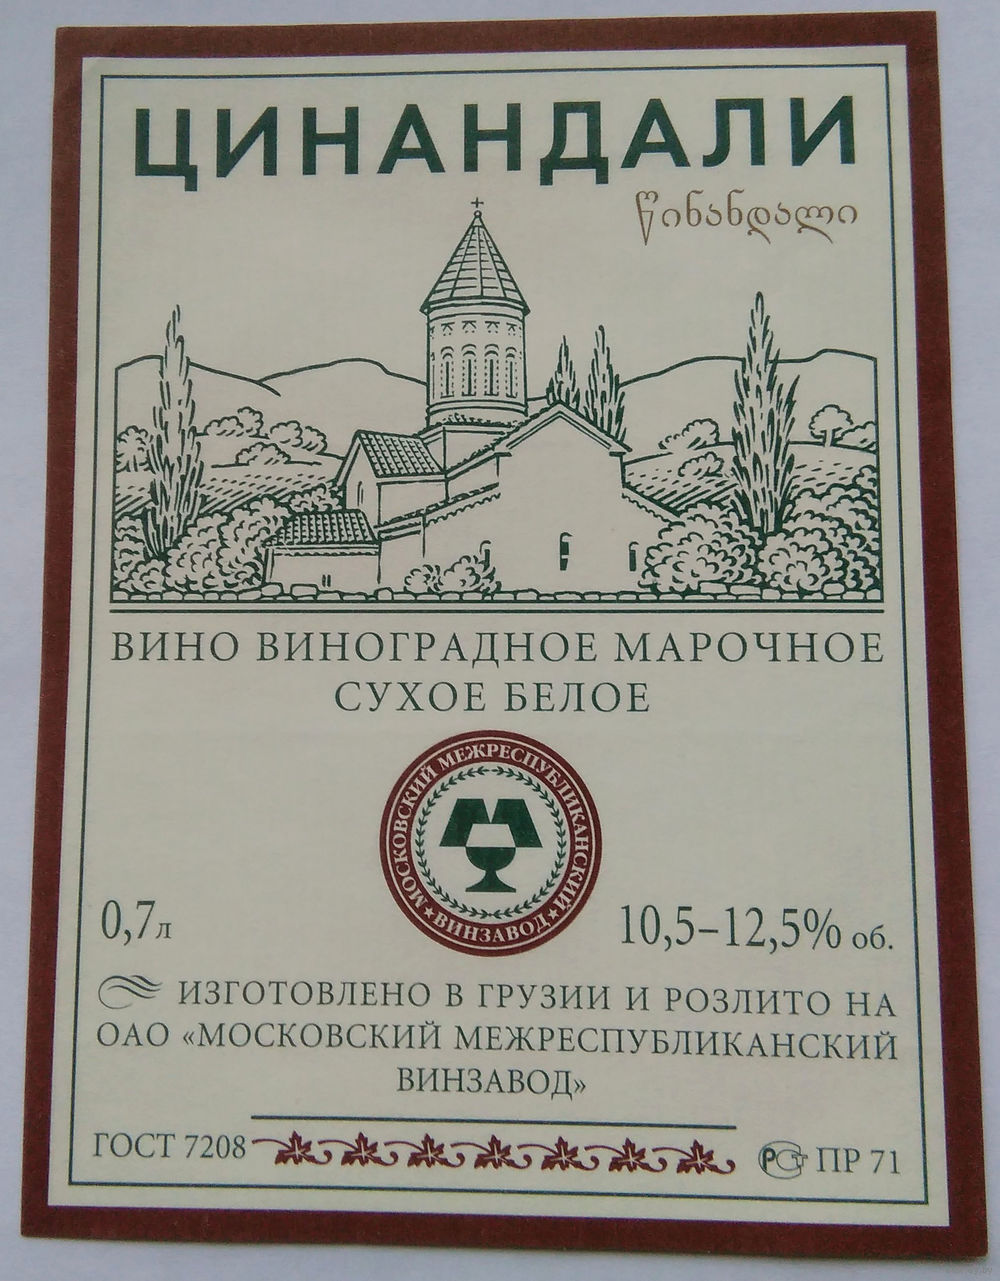 ЦИНАНДАЛИ
წინანდალი
ВИНО ВИНОГРАДНОЕ МАРОЧНОЕ
СУХОЕ БЕЛОЕ
МОСКОВСКИЙ МЕЖРЕСПУБЛИКАНСКИЙ
★ВИНЗАВОД★
0,7л
10,5–12,5% об.
ИЗГОТОВЛЕНО В ГРУЗИИ И РОЗЛИТО НА
ОАО «МОСКОВСКИЙ МЕЖРЕСПУБЛИКАНСКИЙ
ВИНЗАВОД»
ГОСТ 7208
РСТ ПР 71